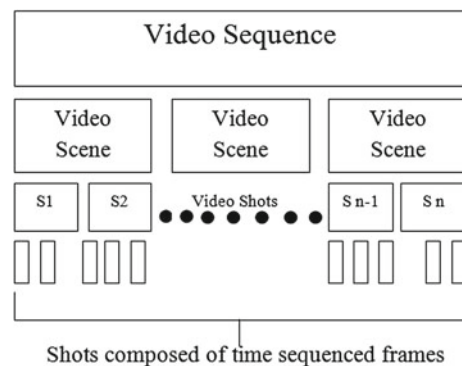 Video Sequence
Video
Scene
Video
Scene
Video
Scene
S1
S2
Video Shots
S n-1
S n
Shots composed of time sequenced frames